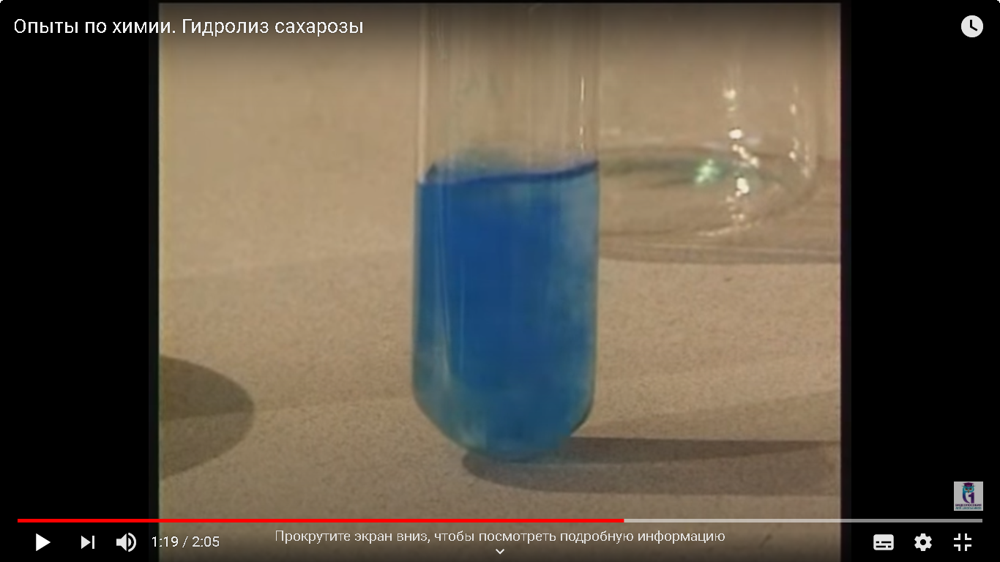 Опыты по химии. Гидролиз сахарозы
1:19 / 2:05
Прокрутите экран вниз, чтобы посмотреть подробную информацию